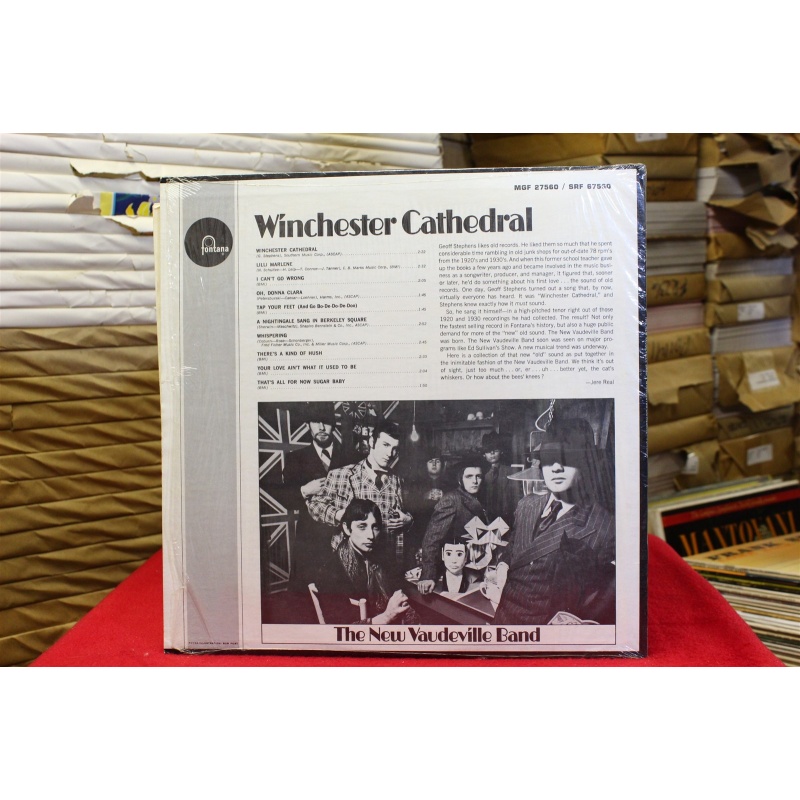 MGF 27560 / SRF 67560
fontana
Winchester Cathedral
WINCHESTER CATHEDRAL
(G. Stephens), Southern Music Corp., (ASCAP)
LILLI MARLENE
I CAN'T GO WRONG
(BMI)
OH, DONNA CLARA
TAP YOUR FEET (And Go Bo-De-Do-De-Doo)
(BMI)
A NIGHTINGALE SANG IN BERKELEY SQUARE
WHISPERING
THERE'S A KIND OF HUSH
(BMI)
YOUR LOVE AIN'T WHAT IT USED TO BE
(BMI)
THAT'S ALL FOR NOW SUGAR BABY
(BMI)
Geoff Stephens likes old records. He liked them so much that he spent
considerable time rambling in old junk shops for out-of-date 78 rpm's
from the 1920's and 1930's. And when this former school teacher gave
up the books a few years ago and became involved in the music busi-
ness as a songwriter, producer, and manager, it figured that, sooner
or later, he'd do something about his first love . . . the sound of old
records. One day, Geoff Stephens turned out a song that, by now,
virtually everyone has heard. It was "Winchester Cathedral," and
Stephens knew exactly how it must sound.
So, he sang it himself—in a high-pitched tenor right out of those
1920 and 1930 recordings he had collected. The result! Not only
the fastest selling record in Fontana's history, but also a huge public
demand for more of the "new" old sound. The New Vaudeville Band
was born. The New Vaudeville Band soon was seen on major pro-
grams like Ed Sullivan's Show. A new musical trend was underway.
Here is a collection of that new "old" sound as put together in
the inimitable fashion of the New Vaudeville Band. We think it's out
of sight, just too much . . . or, er . . . uh . . . better yet, the cat's
whiskers. Or how about the bees' knees?
—Jere Real
The New Vaudeville Band
MANTOVANI